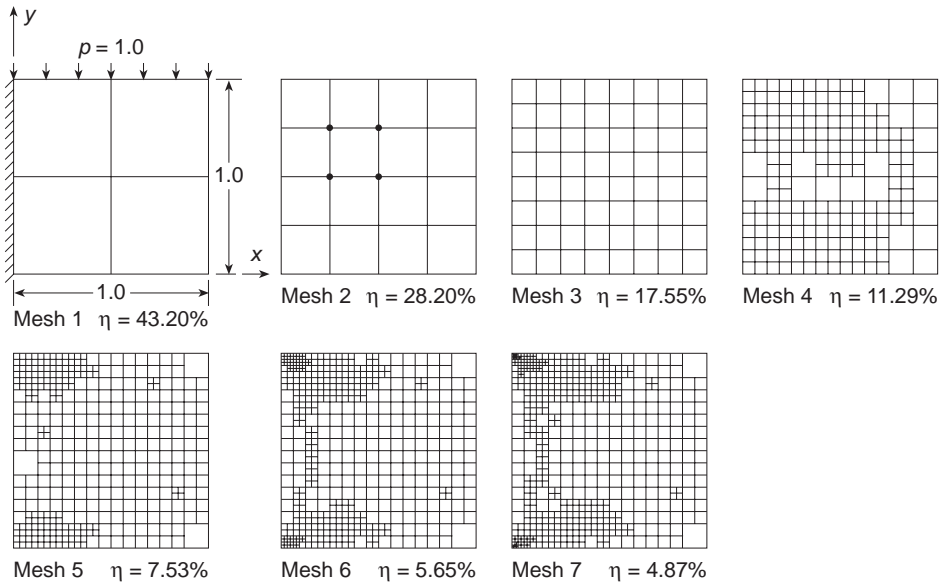 y
p = 1.0
1.0
x
1.0
Mesh 1 η = 43.20%
Mesh 2 η = 28.20%
Mesh 3 η = 17.55%
Mesh 4 η = 11.29%
Mesh 5 η = 7.53%
Mesh 6 η = 5.65%
Mesh 7 η = 4.87%